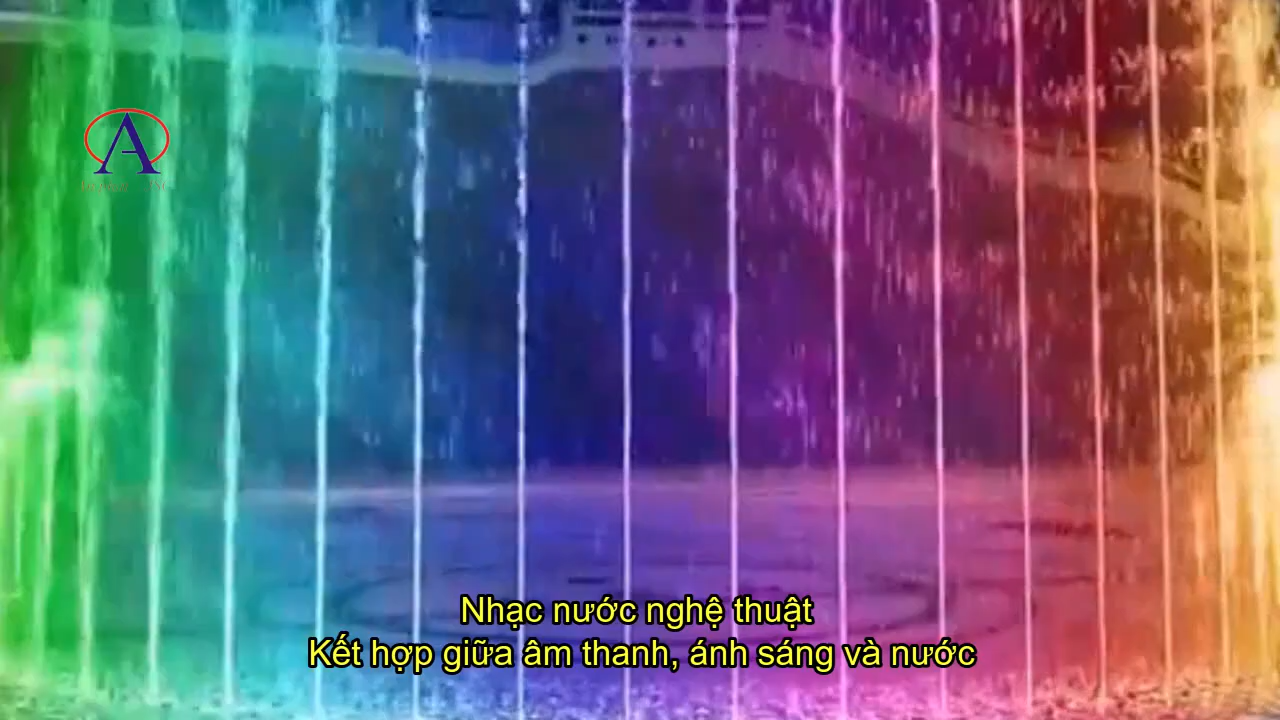 A
Nhạc nước nghệ thuật
Kết hợp giữa âm thanh, ánh sáng và nước